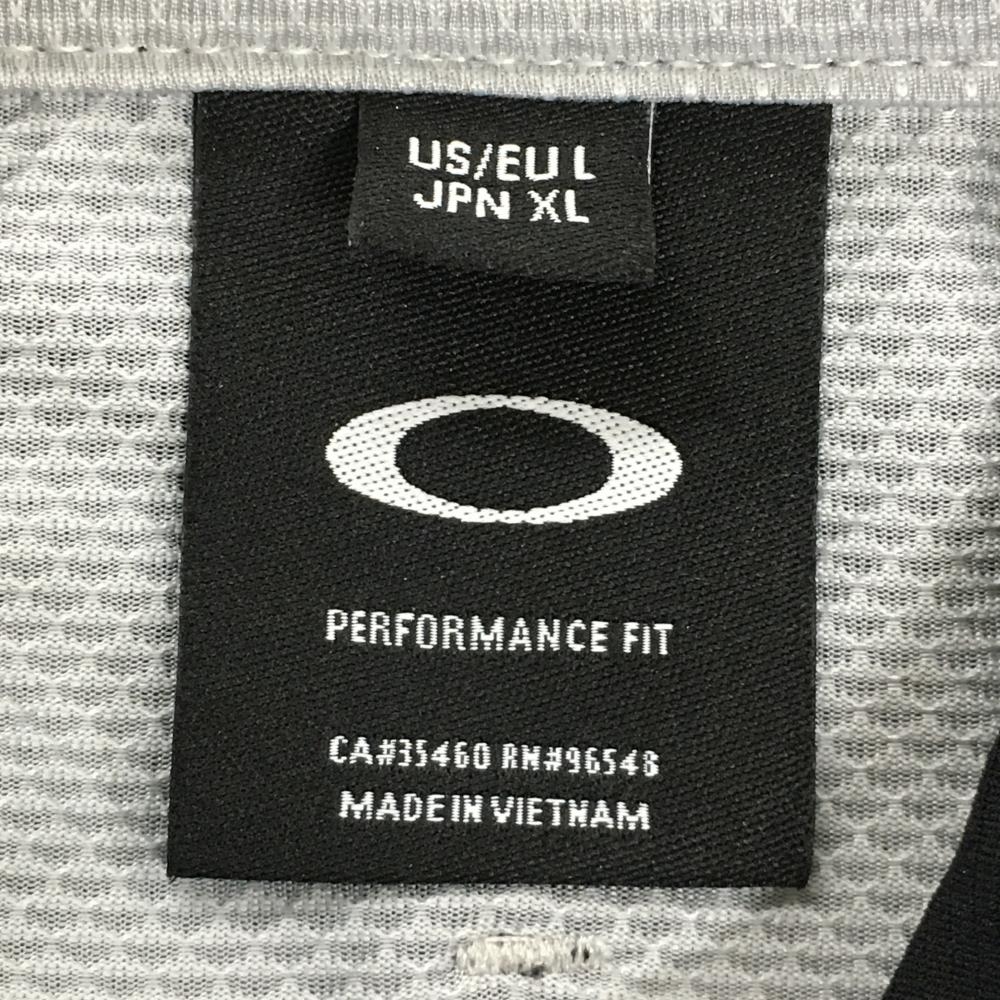 US/EU L
JPN XL
PERFORMANCE FIT
CA#35460 RN#96548
MADE IN VIETNAM